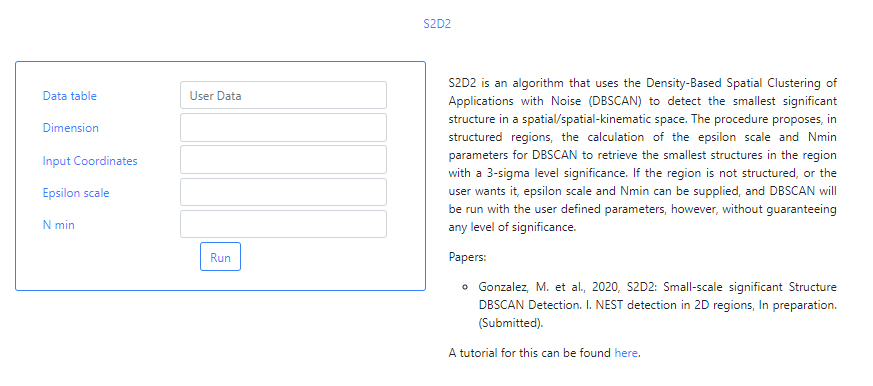 S2D2
Data table
User Data
Dimension
Input Coordinates
Epsilon scale
N min
Run
S2D2 is an algorithm that uses the Density-Based Spatial Clustering of
Applications with Noise (DBSCAN) to detect the smallest significant
structure in a spatial/spatial-kinematic space. The procedure proposes, in
structured regions, the calculation of the epsilon scale and Nmin
parameters for DBSCAN to retrieve the smallest structures in the region
with a 3-sigma level significance. If the region is not structured, or the
user wants it, epsilon scale and Nmin can be supplied, and DBSCAN will
be run with the user defined parameters, however, without guaranteeing
any level of significance.
Papers:
Gonzalez, M. et al., 2020, S2D2: Small-scale significant Structure
DBSCAN Detection. I. NEST detection in 2D regions, In preparation.
(Submitted).
A tutorial for this can be found here.